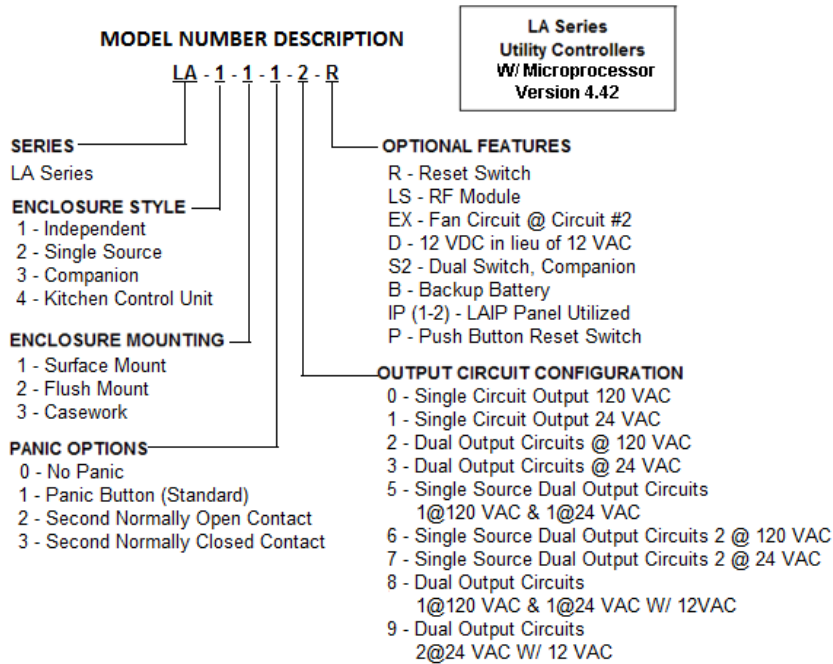 MODEL NUMBER DESCRIPTION
LA - 1 - 1 - 1 - 2 - R
LA Series
Utility Controllers
W/ Microprocessor
Version 4.42
SERIES
LA Series
ENCLOSURE STYLE
1 - Independent
2 - Single Source
3 - Companion
4 - Kitchen Control Unit
ENCLOSURE MOUNTING
1 - Surface Mount
2 - Flush Mount
3 - Casework
PANIC OPTIONS
0 - No Panic
1 - Panic Button (Standard)
2 - Second Normally Open Contact
3 - Second Normally Closed Contact
OPTIONAL FEATURES
R - Reset Switch
LS - RF Module
EX - Fan Circuit @ Circuit #2
D - 12 VDC in lieu of 12 VAC
S2 - Dual Switch, Companion
B - Backup Battery
IP (1-2) - LAIP Panel Utilized
P - Push Button Reset Switch
OUTPUT CIRCUIT CONFIGURATION
0 - Single Circuit Output 120 VAC
1 - Single Circuit Output 24 VAC
2 - Dual Output Circuits @ 120 VAC
3 - Dual Output Circuits @ 24 VAC
5 - Single Source Dual Output Circuits
1@120 VAC & 1@24 VAC
6 - Single Source Dual Output Circuits 2 @ 120 VAC
7 - Single Source Dual Output Circuits 2 @ 24 VAC
8 - Dual Output Circuits
1@120 VAC & 1@24 VAC W/ 12VAC
9 - Dual Output Circuits
2@24 VAC W/ 12 VAC